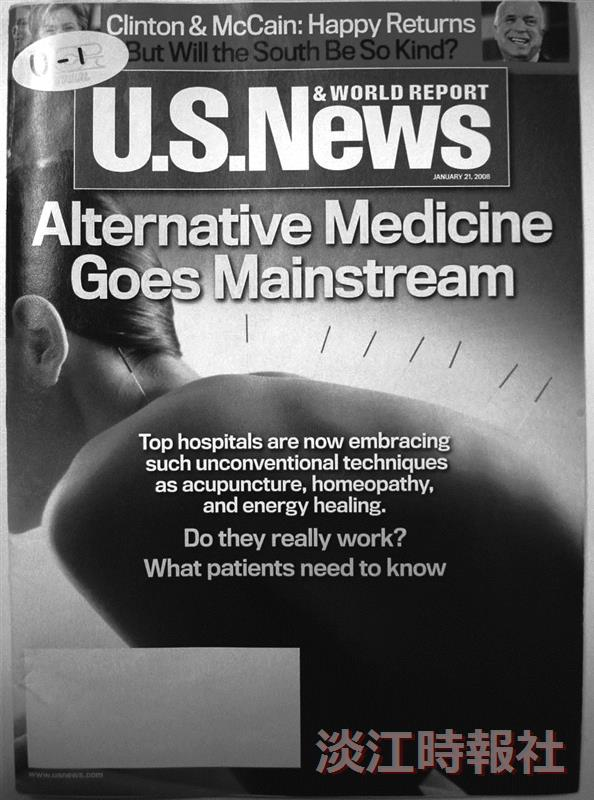 Clinton & McCain: Happy Returns
But Will the South Be So Kind?
U-1
& WORLD REPORT
U.S.News
JANUARY 21, 2008
Alternative Medicine
Goes Mainstream
Top hospitals are now embracing
such unconventional techniques
as acupuncture, homeopathy,
and energy healing.
Do they really work?
What patients need to know
www.usnews.com
淡江時報社